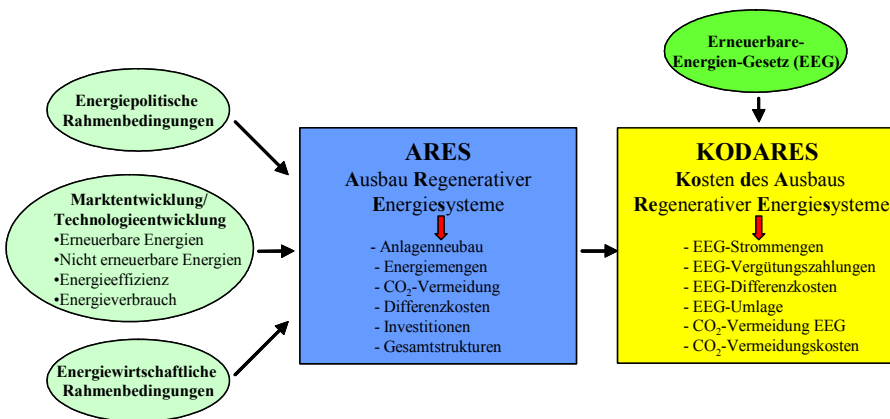 Erneuerbare-
Energien-Gesetz (EEG)
Energiepolitische
Rahmenbedingungen
Marktentwicklung/
Technologieentwicklung
•Erneuerbare Energien
•Nicht erneuerbare Energien
•Energieeffizienz
•Energieverbrauch
Energiewirtschaftliche
Rahmenbedingungen
ARES
Ausbau Regenerativer
Energiesysteme
- Anlagenneubau
- Energiemengen
- CO₂-Vermeidung
- Differenzkosten
- Investitionen
- Gesamtstrukturen
KODARES
Kosten des Ausbaus
Regenerativer Energiesysteme
- EEG-Strommengen
- EEG-Vergütungszahlungen
- EEG-Differenzkosten
- EEG-Umlage
- CO₂-Vermeidung EEG
- CO₂-Vermeidungskosten